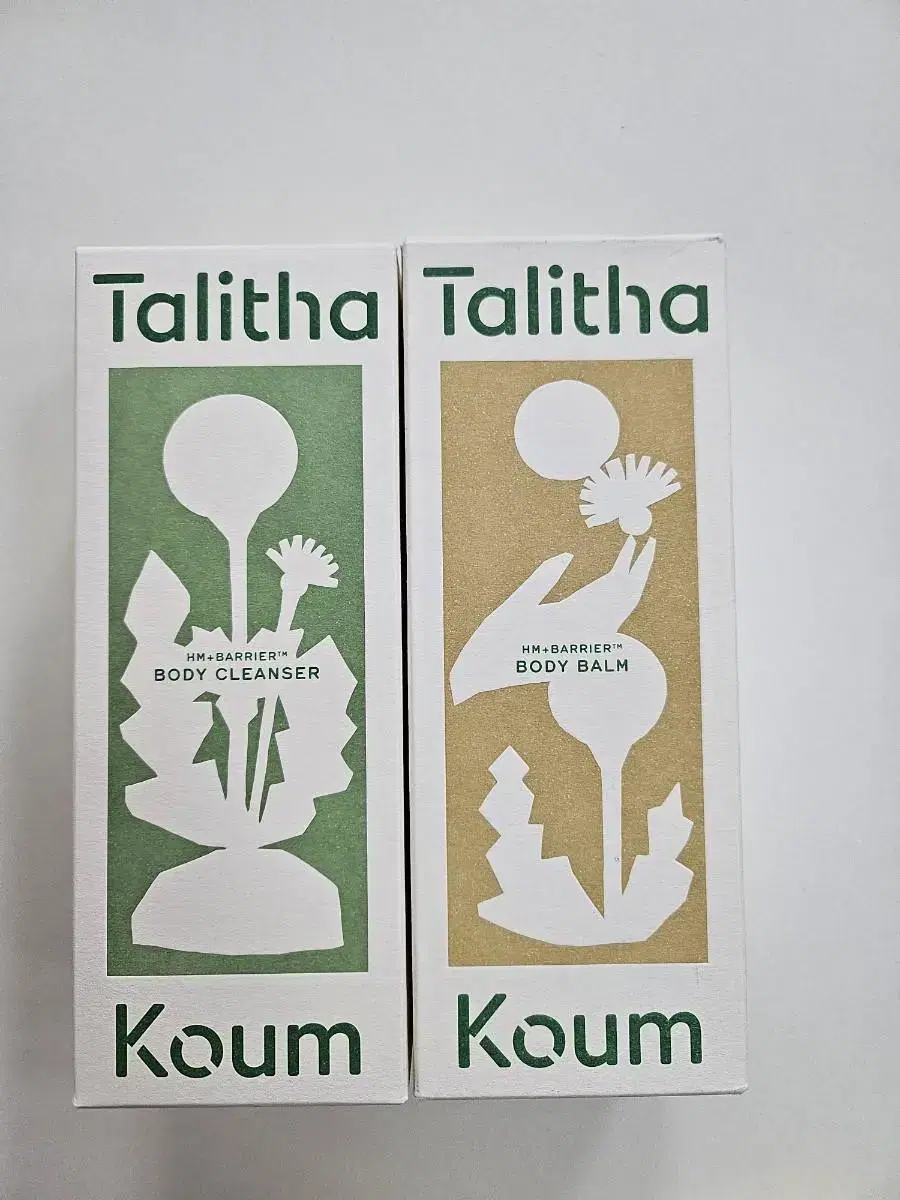 Talitha
HM+BARRIER™
BODY CLEANSER
Koum
Talitha
HM+BARRIER™
BODY BALM
Koum